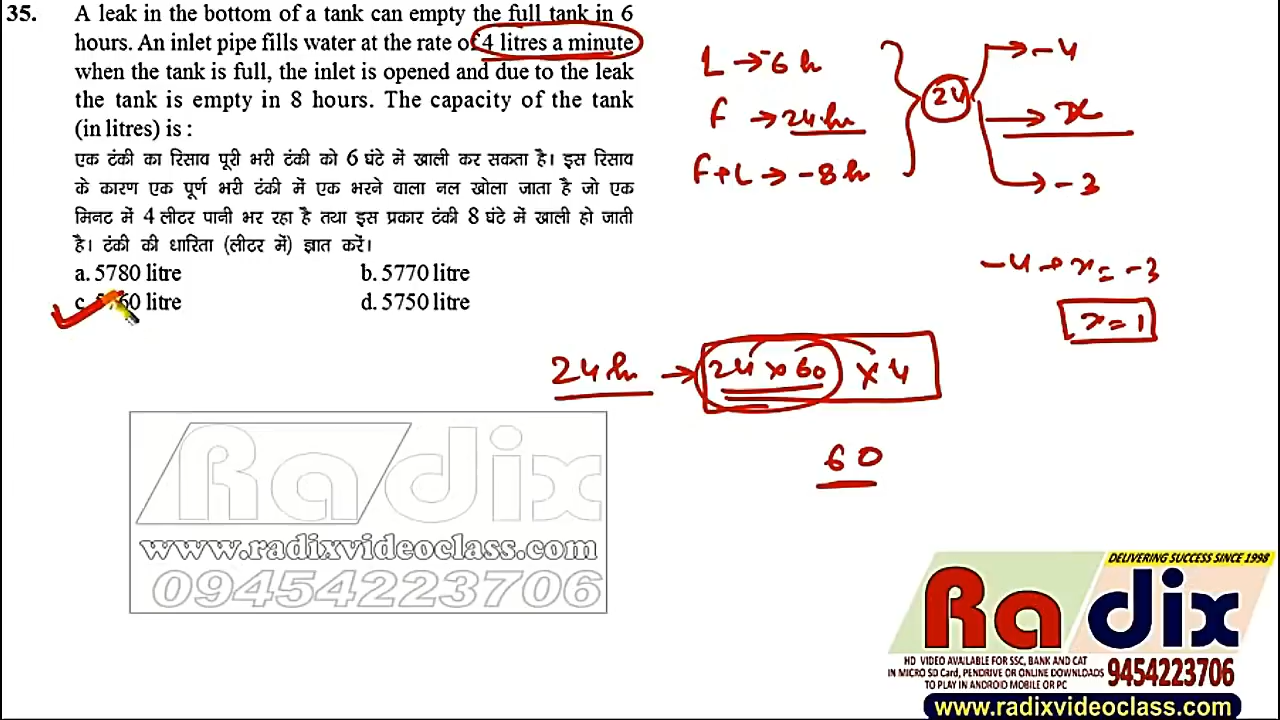 35. A leak in the bottom of a tank can empty the full tank in 6
hours. An inlet pipe fills water at the rate of 4 litres a minute
when the tank is full, the inlet is opened and due to the leak
the tank is empty in 8 hours. The capacity of the tank
(in litres) is :
एक टंकी का रिसाव पूरी भरी टंकी को 6 घंटे में खाली कर सकता है। इस रिसाव
के कारण एक पूर्ण भरी टंकी में एक भरने वाला नल खोला जाता है जो एक
मिनट में 4 लीटर पानी भर रहा है तथा इस प्रकार टंकी 8 घंटे में खाली हो जाती
है। टंकी की धारिता (लीटर में) ज्ञात करें।
a. 5780 litre b. 5770 litre
c. 5760 litre d. 5750 litre
L → -6 h
F → 24 hr
F+L → -8 h
24
→ -4
→ x
→ -3
-4 + x = -3
x = 1
24 h → 24 × 60 × 4
60
Radix
www.radixvideoclass.com
09454223706
DELIVERING SUCCESS SINCE 1998
Radix
HD VIDEO AVAILABLE FOR SSC, BANK AND CAT
IN MICRO SD Card, PENDRIVE OR ONLINE DOWNLOADS
TO PLAY IN ANDROID MOBILE OR PC
9454223706
www.radixvideoclass.com